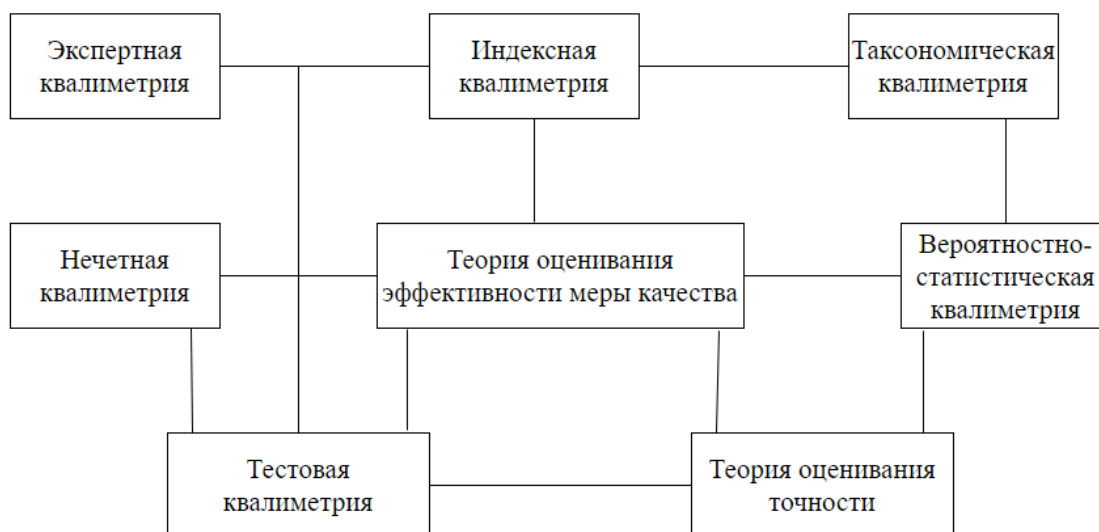 Экспертная
квалиметрия
Индексная
квалиметрия
Таксономическая
квалиметрия
Нечетная
квалиметрия
Теория оценивания
эффективности меры качества
Вероятностно-
статистическая
квалиметрия
Тестовая
квалиметрия
Теория оценивания
точности